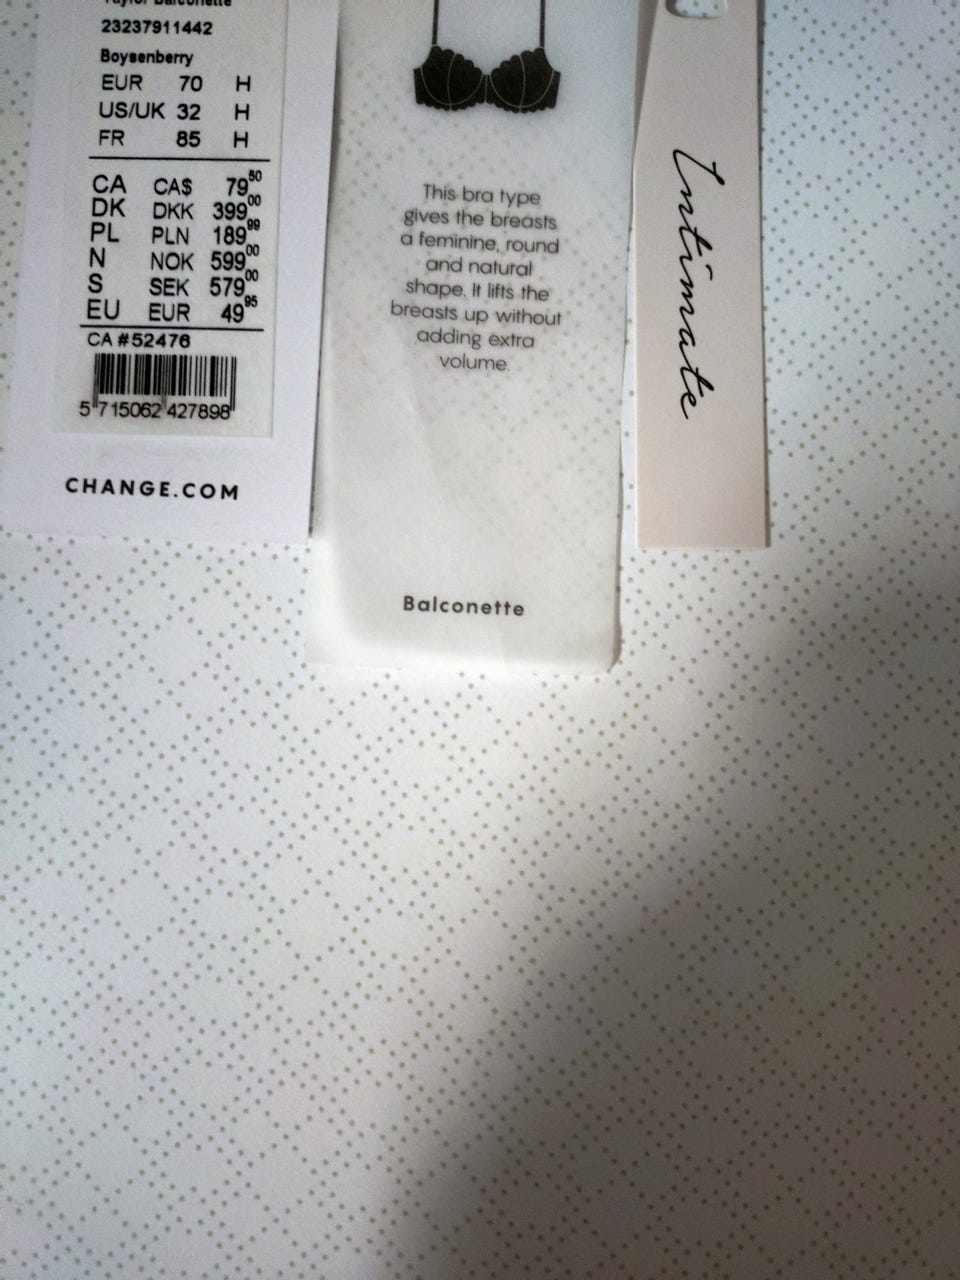 Taylor Balconette
23237911442
Boysenberry
EUR 70 H
US/UK 32 H
FR 85 H
CA CA$ 79⁵⁰
DK DKK 399⁰⁰
PL PLN 189⁹⁹
N NOK 599⁰⁰
S SEK 579⁰⁰
EU EUR 49⁹⁵
CA #52476
5 715062 427898
CHANGE.COM
This bra type
gives the breasts
a feminine, round
and natural
shape. It lifts the
breasts up without
adding extra
volume.
Balconette
Intimate